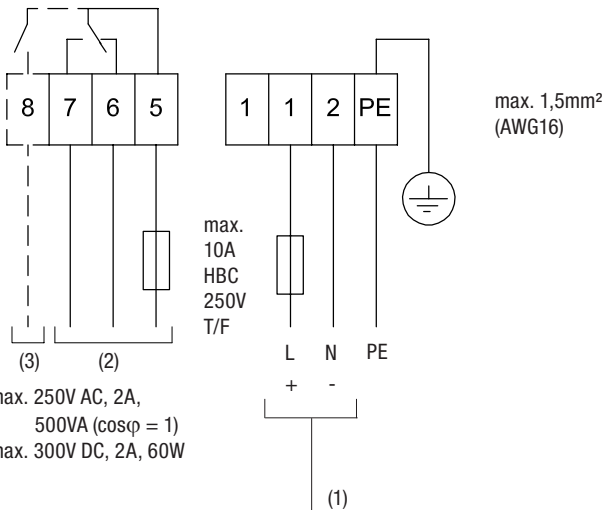 8 7 6 5
1 1 2 PE
max. 1,5mm²
(AWG16)
max.
10A
HBC
250V
T/F
L N PE
+ -
(3) (2)
max. 250V AC, 2A,
500VA (cosφ = 1)
max. 300V DC, 2A, 60W
(1)